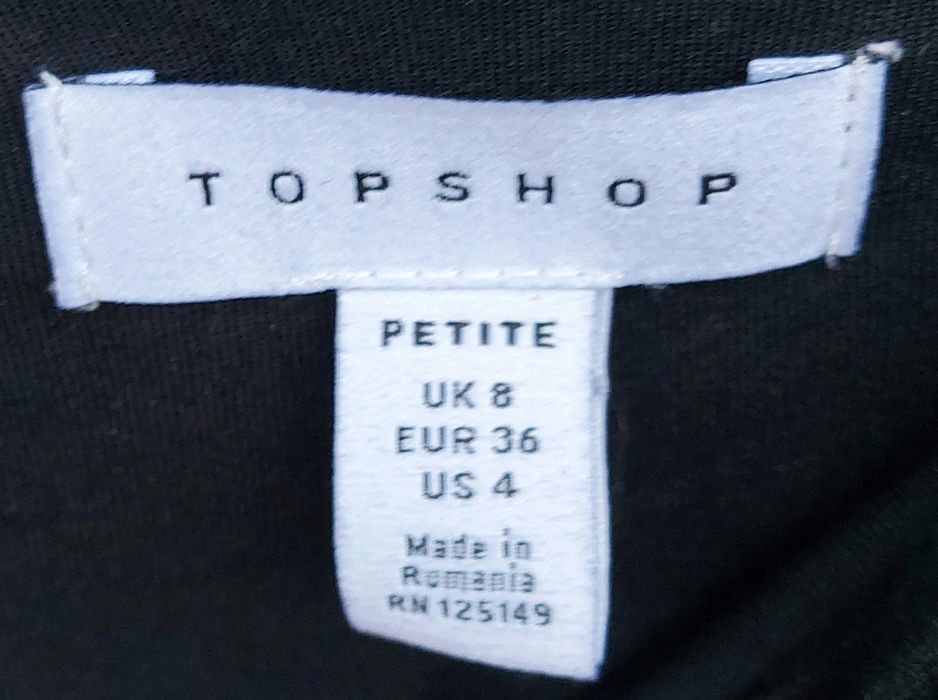 TOPSHOP
PETITE
UK 8
EUR 36
US 4
Made in
Romania
RN 125149